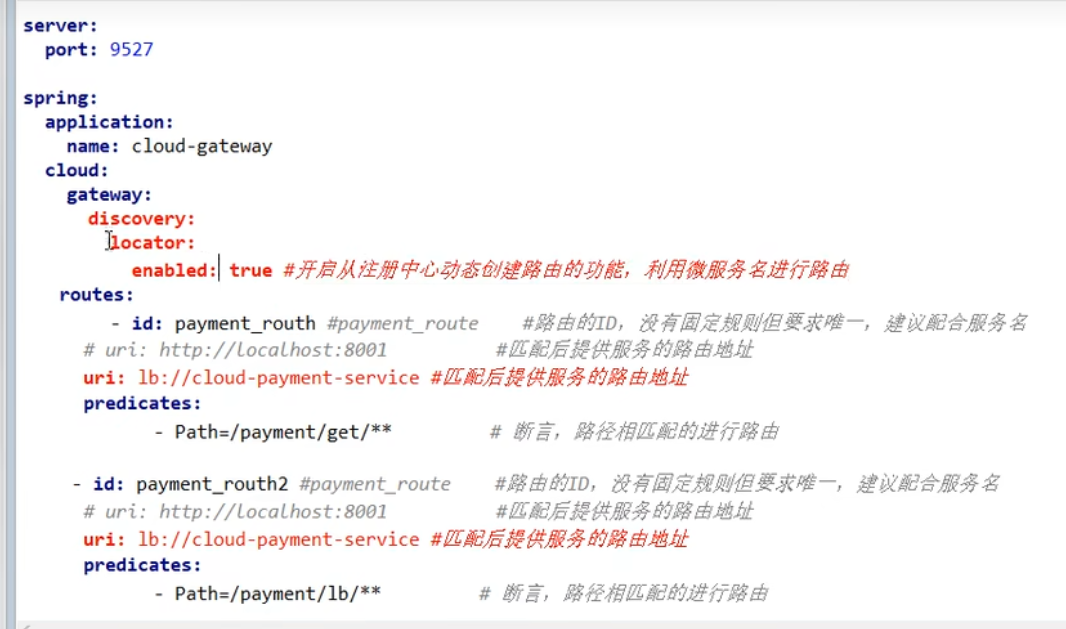 server:
port: 9527
spring:
application:
name: cloud-gateway
cloud:
gateway:
discovery:
locator:
enabled: true #开启从注册中心动态创建路由的功能，利用微服务名进行路由
routes:
- id: payment_routh #payment_route #路由的ID，没有固定规则但要求唯一，建议配合服务名
# uri: http://localhost:8001 #匹配后提供服务的路由地址
uri: lb://cloud-payment-service #匹配后提供服务的路由地址
predicates:
- Path=/payment/get/** # 断言，路径相匹配的进行路由
- id: payment_routh2 #payment_route #路由的ID，没有固定规则但要求唯一，建议配合服务名
# uri: http://localhost:8001 #匹配后提供服务的路由地址
uri: lb://cloud-payment-service #匹配后提供服务的路由地址
predicates:
- Path=/payment/lb/** # 断言，路径相匹配的进行路由